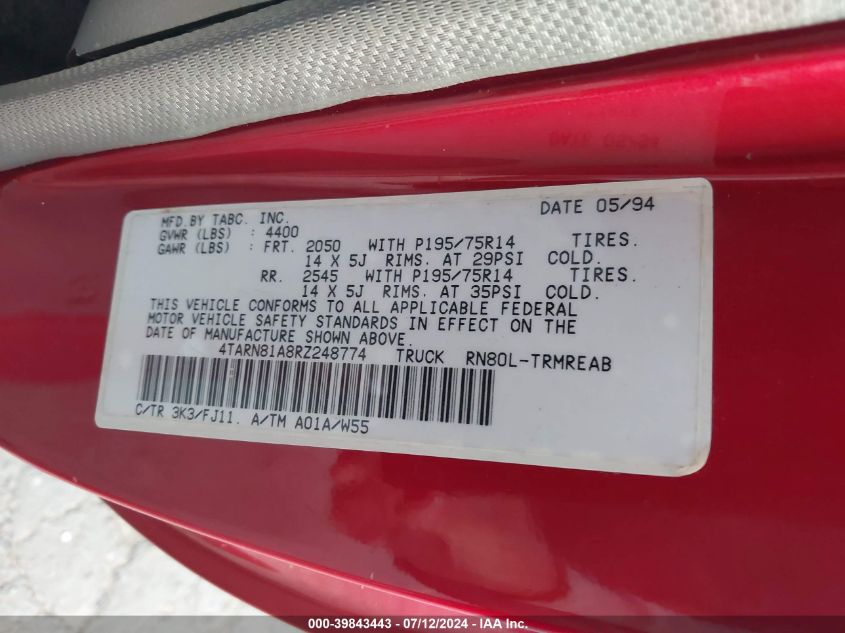 MFD.BY TABC. INC. DATE 05/94
GVWR (LBS) : 4400
GAWR (LBS) : FRT. 2050 WITH P195/75R14 TIRES.
14 X 5J RIMS. AT 29PSI COLD.
RR. 2545 WITH P195/75R14 TIRES.
14 X 5J RIMS. AT 35PSI COLD.
THIS VEHICLE CONFORMS TO ALL APPLICABLE FEDERAL
MOTOR VEHICLE SAFETY STANDARDS IN EFFECT ON THE
DATE OF MANUFACTURE SHOWN ABOVE.
4TARN81A8RZ248774 TRUCK RN80L-TRMREAB
C/TR 3K3/FJ11. A/TM A01A/W55
000-39843443 - 07/12/2024 - IAAI.com